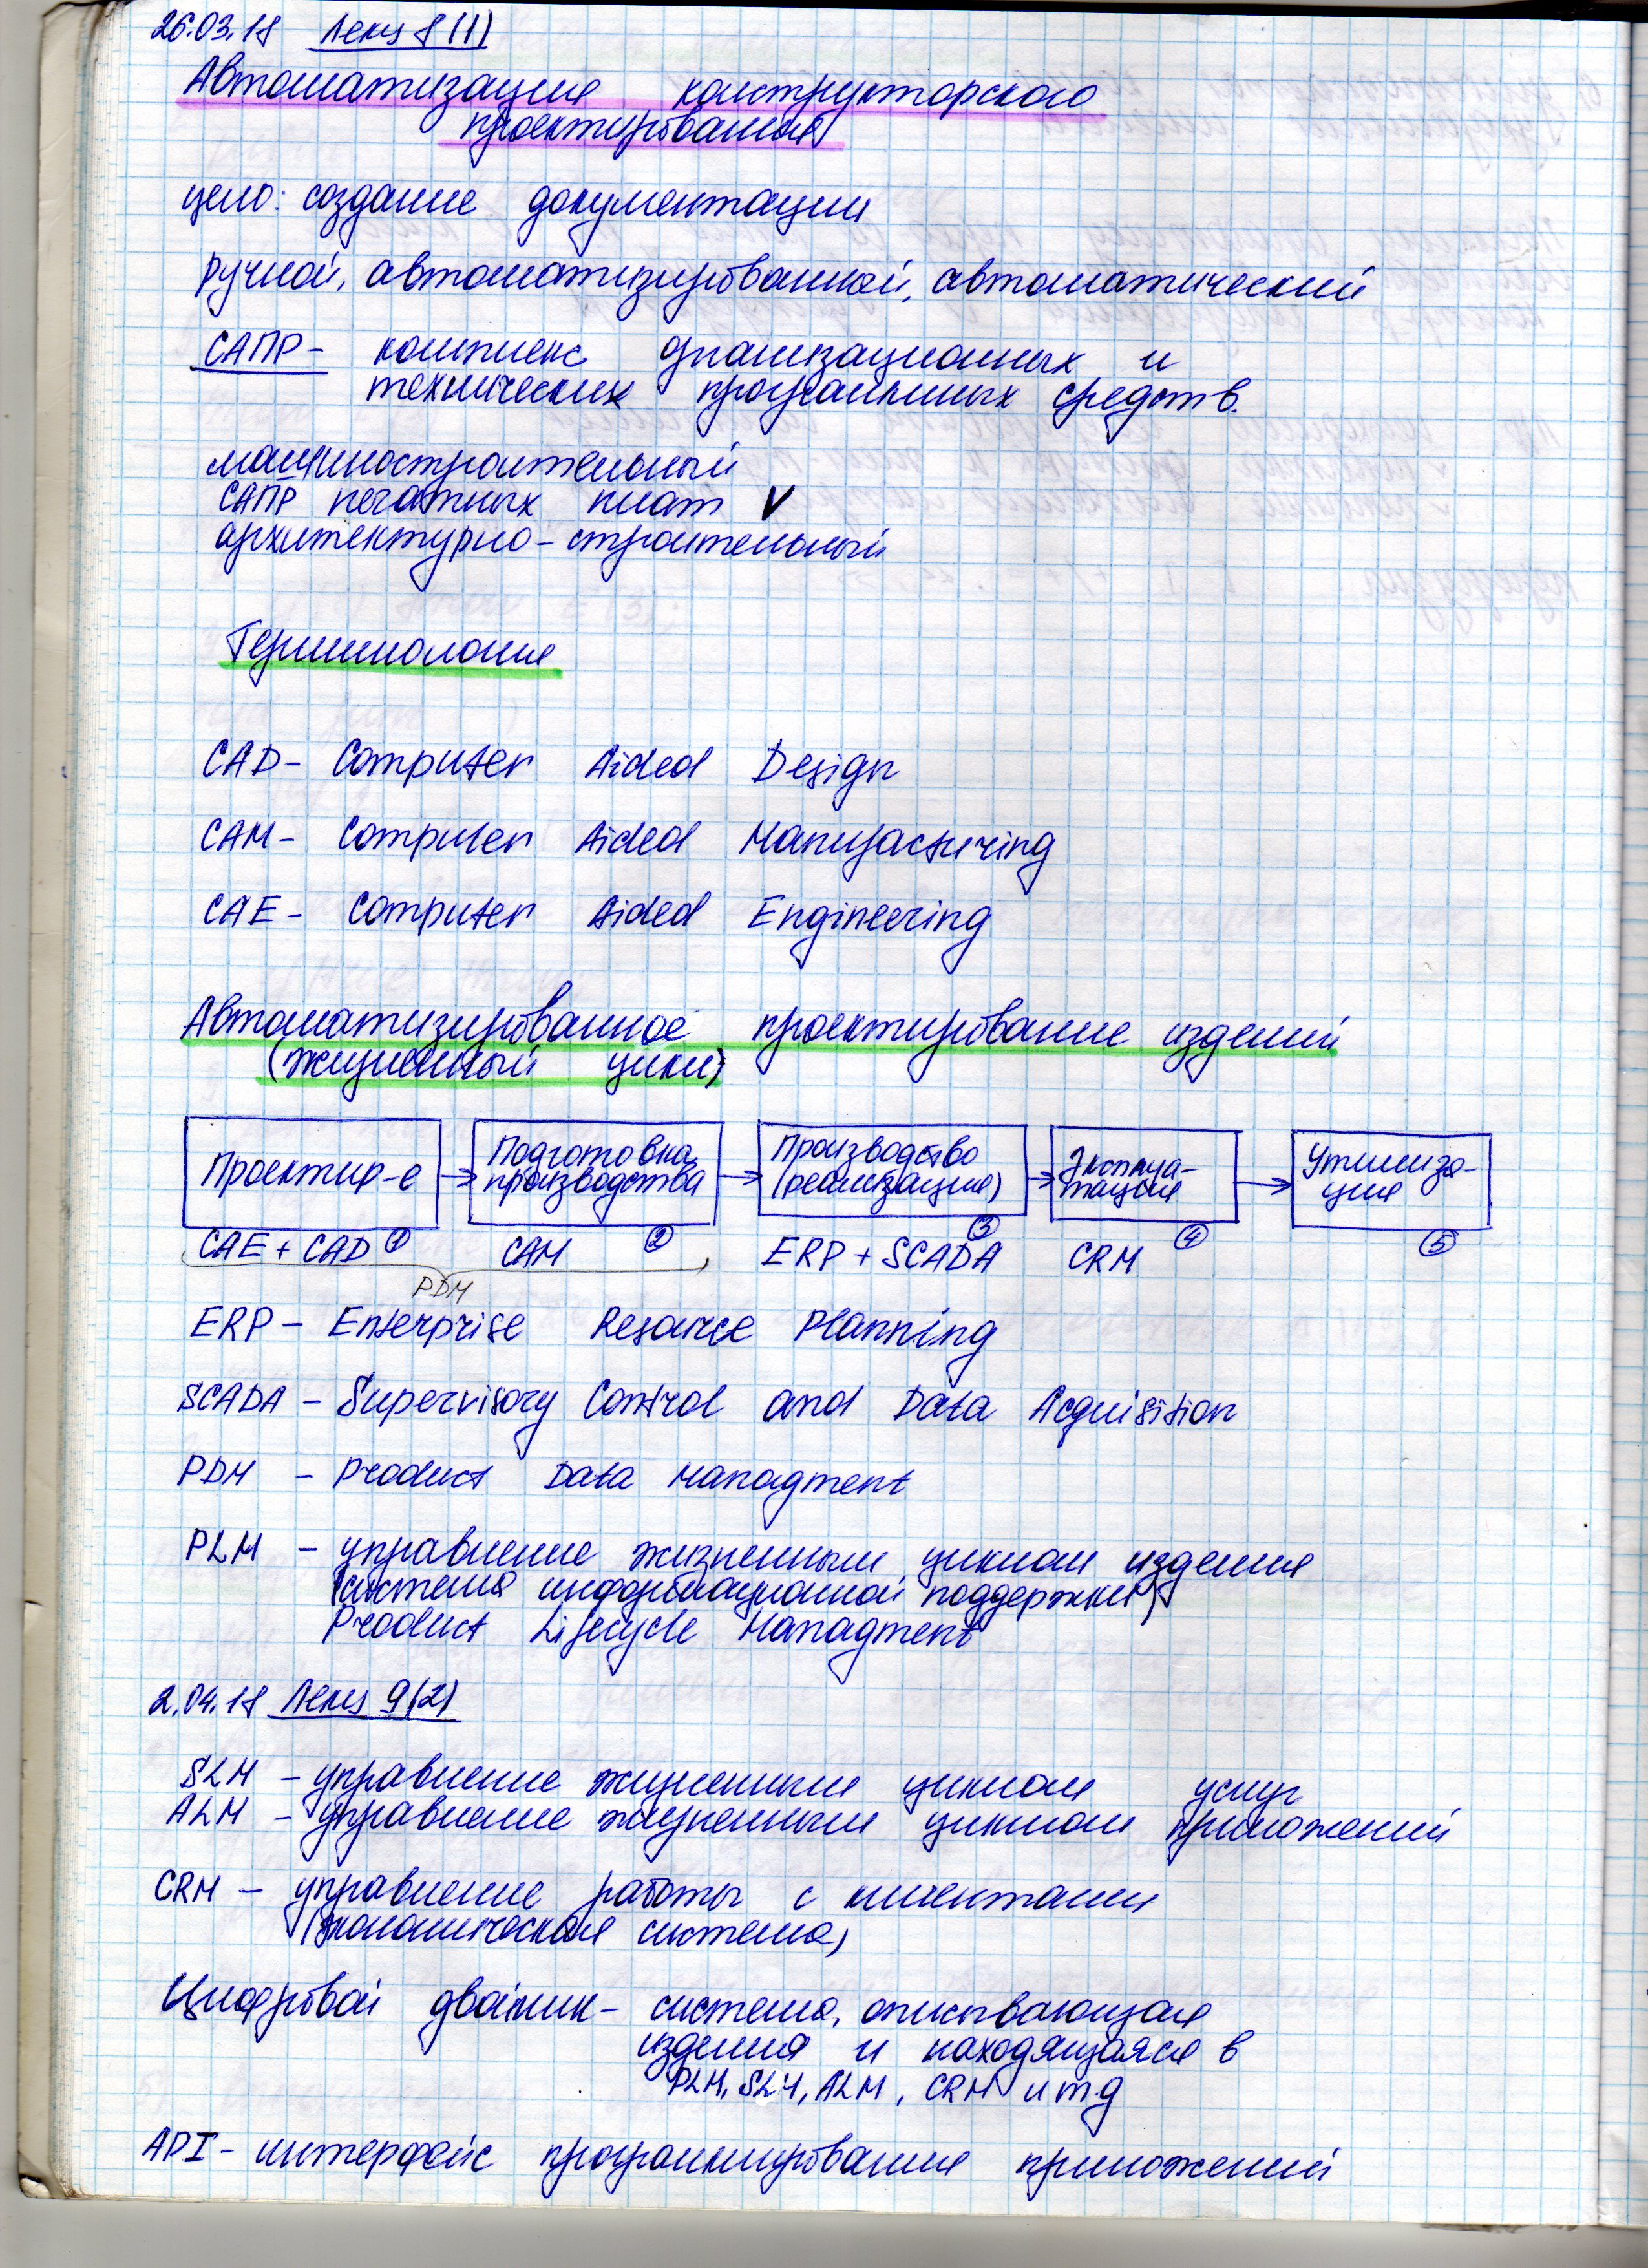 26.03.18 Лекц 8(1)
Автоматизация конструкторского
проектирования
цель: создание документации
ручной, автоматизированный, автоматический
САПР - комплекс организационных и
технических программных средств.
машиностроительный
САПР печатных плат V
архитектурно-строительный
Терминология
CAD - Computer Aided Design
CAM - Computer Aided Manufacturing
CAE - Computer Aided Engineering
Автоматизированное проектирование изделий
(жизненный цикл)
Проектир-е
Подготовка
производства
Производство
(реализация)
Эксплуа-
тация
Утилиза-
ция
CAE + CAD 1
CAM 2
ERP + SCADA 3
CRM 4
5
PDM
ERP - Enterprise Resource Planning
SCADA - Supervisory Control and Data Acquisition
PDM - Product Data Managment
PLM - управление жизненным циклом изделия
(система информационной поддержки)
Product Lifecycle Managment
2.04.18 Лекц 9(2)
SLM - управление жизненным циклом услуг
ALM - управление жизненным циклом приложений
CRM - управление работы с клиентами
(экономическая система)
Цифровой двойник - система, описывающая
изделия и находящаяся в
PLM, SLM, ALM, CRM и тд
API - интерфейс программирования приложений